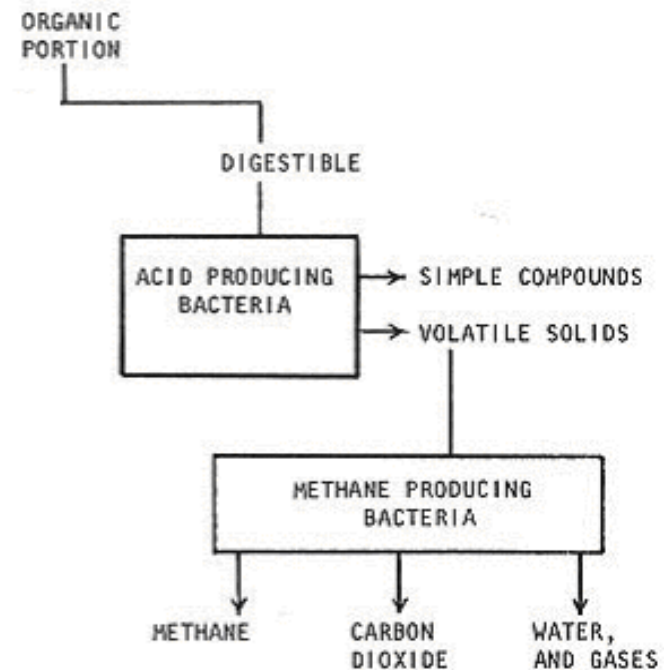 ORGANIC
PORTION
DIGESTIBLE
ACID PRODUCING
BACTERIA
SIMPLE COMPOUNDS
VOLATILE SOLIDS
METHANE PRODUCING
BACTERIA
METHANE
CARBON
DIOXIDE
WATER,
AND GASES